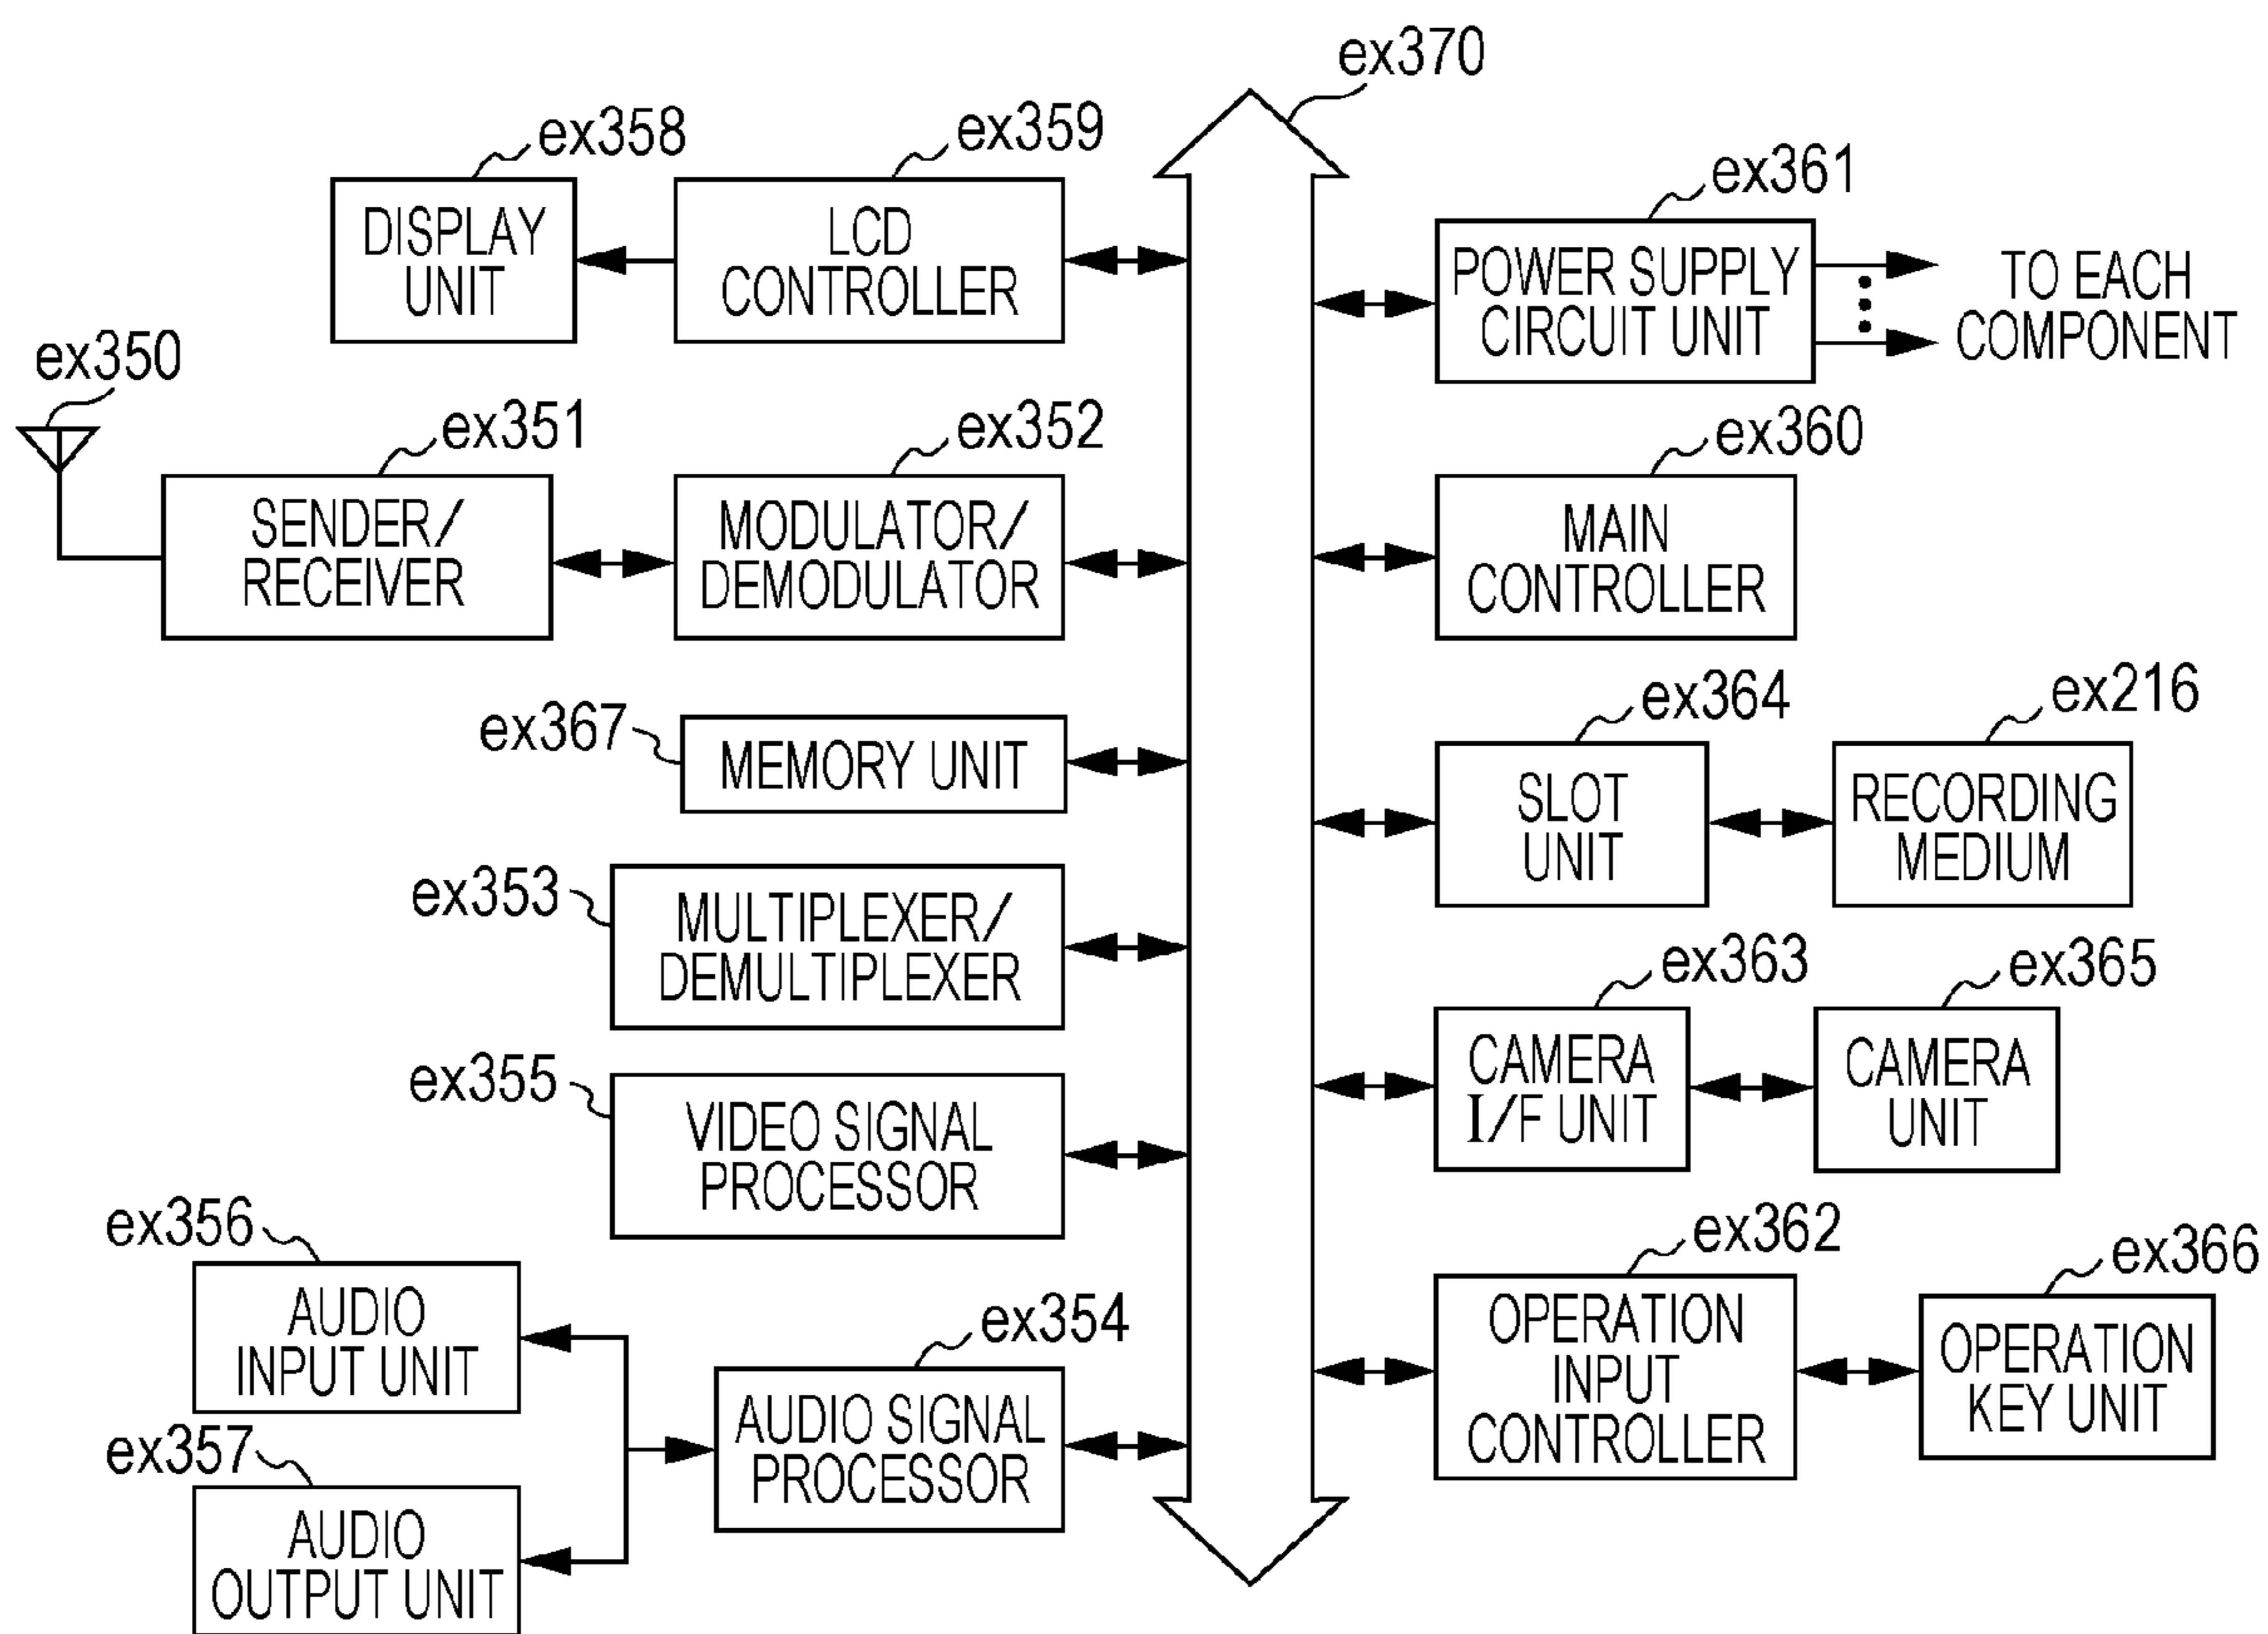 ex370
ex358
ex359
ex361
DISPLAY
UNIT
LCD
CONTROLLER
POWER SUPPLY
CIRCUIT UNIT
TO EACH
COMPONENT
ex350
ex351
ex352
ex360
SENDER/
RECEIVER
MODULATOR/
DEMODULATOR
MAIN
CONTROLLER
ex367
MEMORY UNIT
ex364
ex216
SLOT
UNIT
RECORDING
MEDIUM
ex353
MULTIPLEXER/
DEMULTIPLEXER
ex363
ex365
CAMERA
I/F UNIT
CAMERA
UNIT
ex355
VIDEO SIGNAL
PROCESSOR
ex356
AUDIO
INPUT UNIT
ex354
AUDIO SIGNAL
PROCESSOR
ex362
ex366
OPERATION
INPUT
CONTROLLER
OPERATION
KEY UNIT
ex357
AUDIO
OUTPUT UNIT